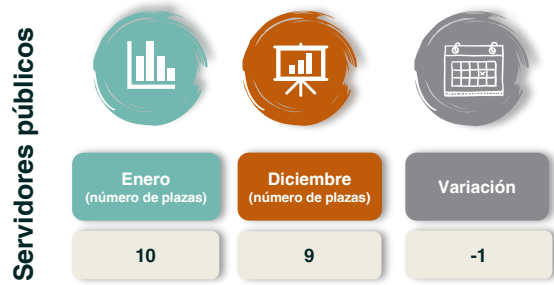 Servidores públicos
Enero
(número de plazas)
Diciembre
(número de plazas)
Variación
10
9
-1